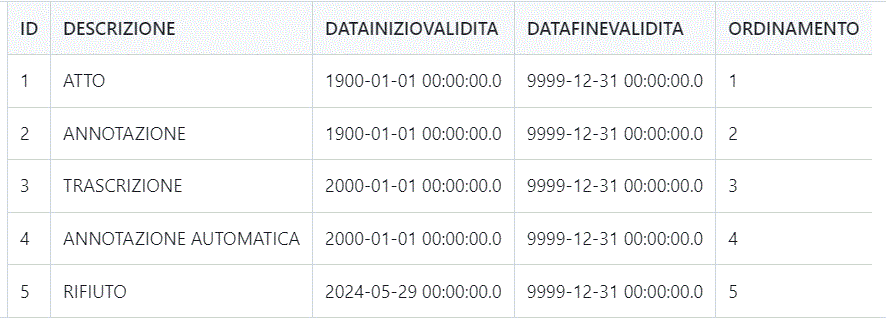 ID DESCRIZIONE DATAINIZIOVALIDITA DATAFINEVALIDITA ORDINAMENTO
1 ATTO 1900-01-01 00:00:00.0 9999-12-31 00:00:00.0 1
2 ANNOTAZIONE 1900-01-01 00:00:00.0 9999-12-31 00:00:00.0 2
3 TRASCRIZIONE 2000-01-01 00:00:00.0 9999-12-31 00:00:00.0 3
4 ANNOTAZIONE AUTOMATICA 2000-01-01 00:00:00.0 9999-12-31 00:00:00.0 4
5 RIFIUTO 2024-05-29 00:00:00.0 9999-12-31 00:00:00.0 5